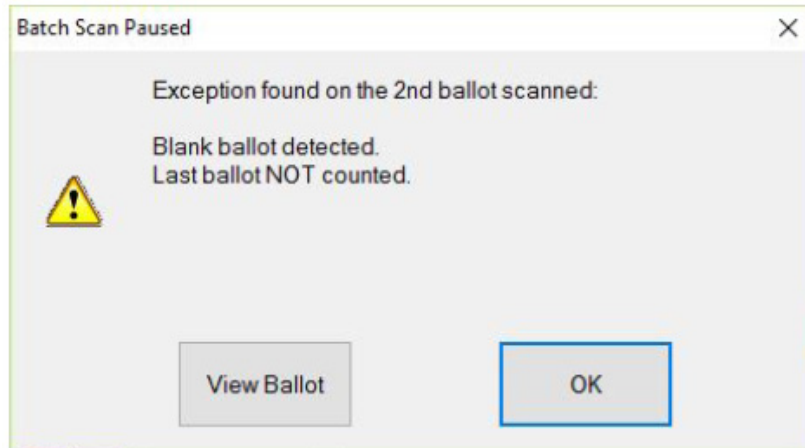 Batch Scan Paused
Exception found on the 2nd ballot scanned:
Blank ballot detected.
Last ballot NOT counted.
View Ballot
OK